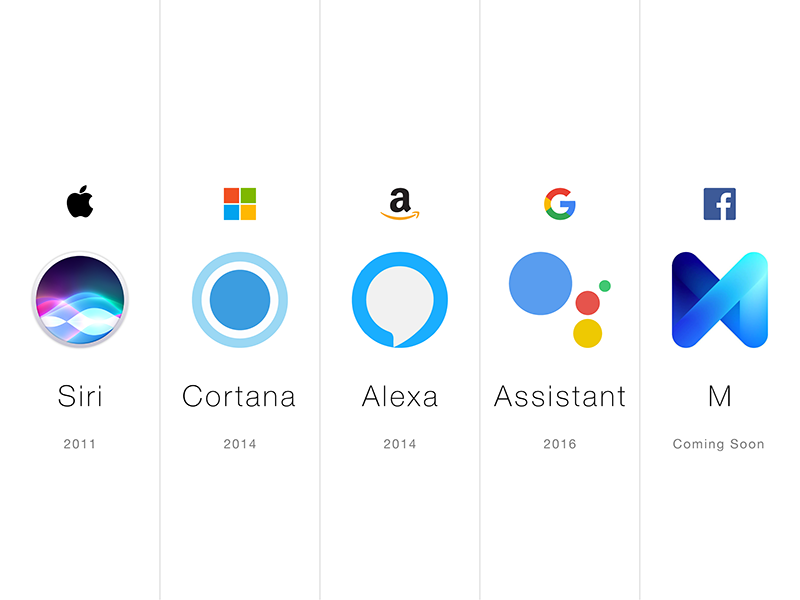 Siri
2011
Cortana
2014
Alexa
2014
Assistant
2016
M
Coming Soon